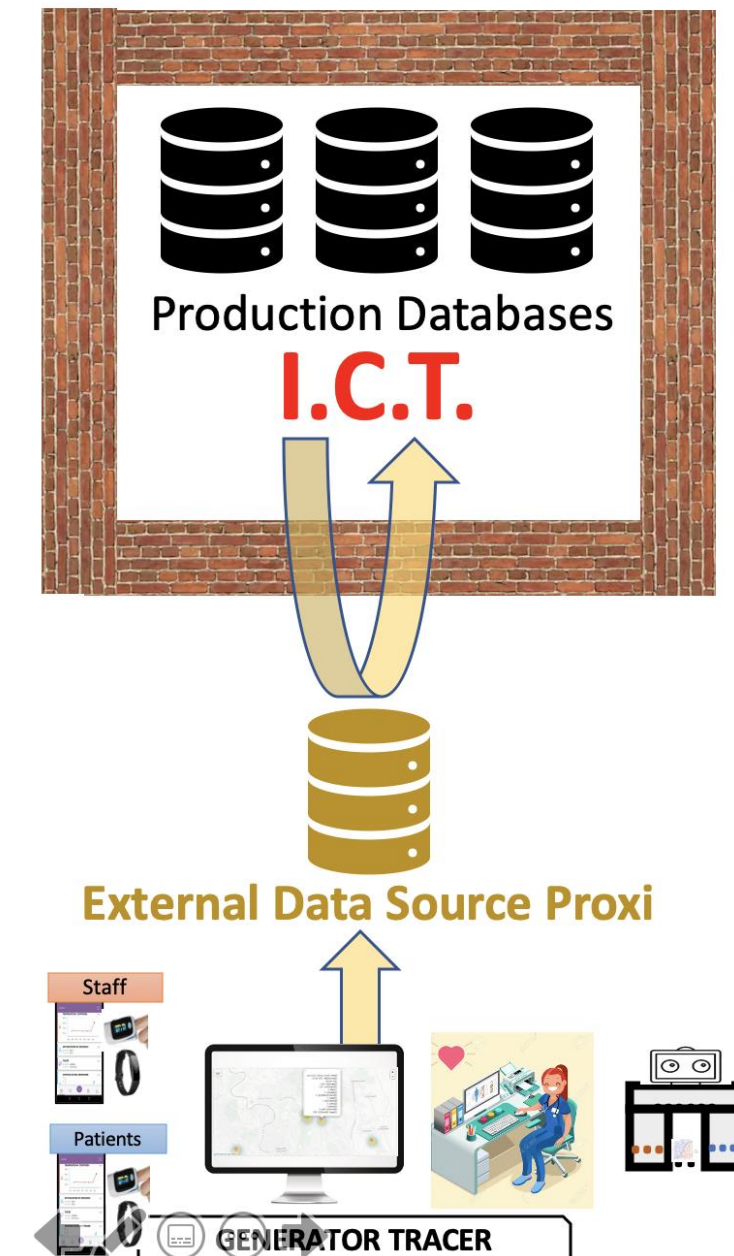 Production Databases
I.C.T.
External Data Source Proxi
Staff
Patients
GENERATOR TRACER